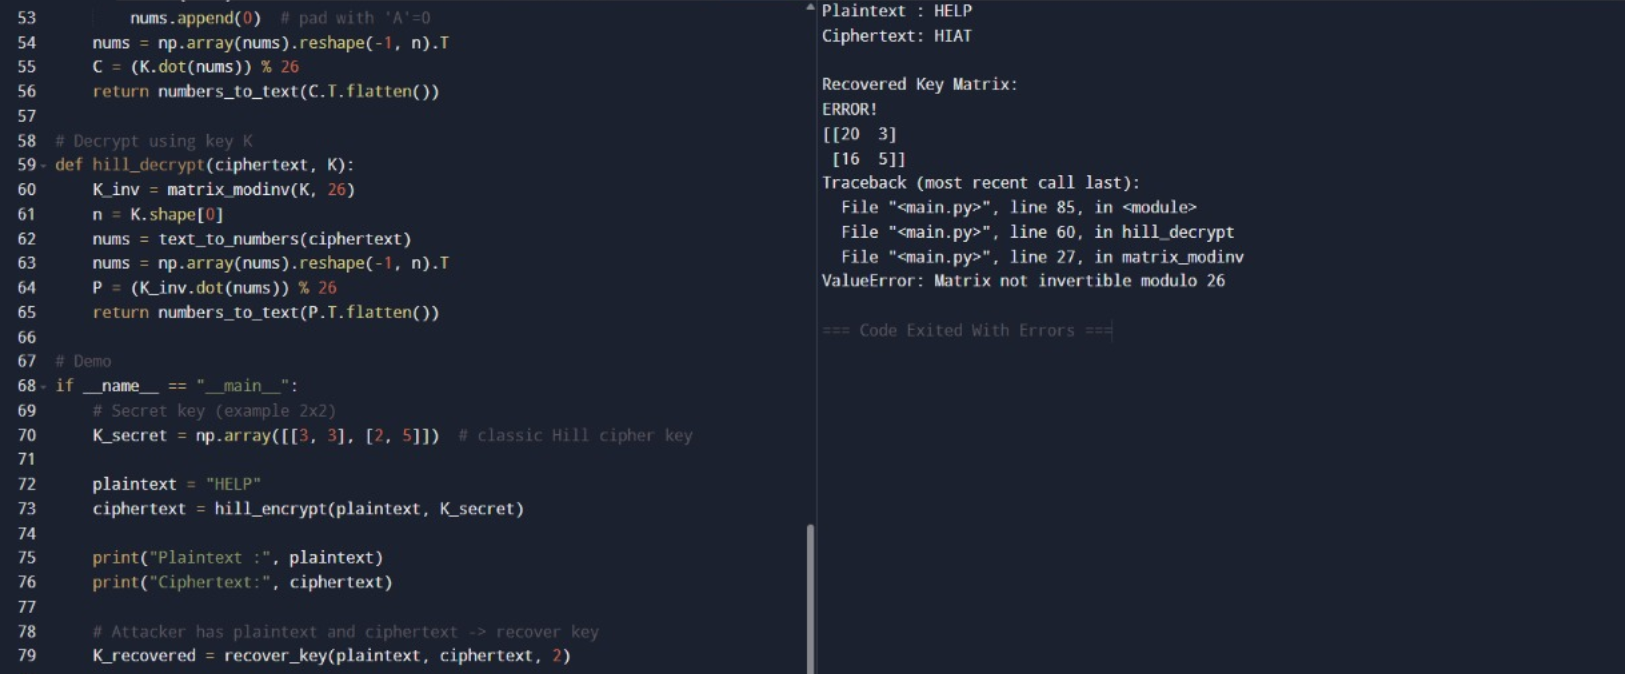 53            nums.append(0)  # pad with 'A'=0
54    nums = np.array(nums).reshape(-1, n).T
55    C = (K.dot(nums)) % 26
56    return numbers_to_text(C.T.flatten())
57
58 # Decrypt using key K
59 def hill_decrypt(ciphertext, K):
60    K_inv = matrix_modinv(K, 26)
61    n = K.shape[0]
62    nums = text_to_numbers(ciphertext)
63    nums = np.array(nums).reshape(-1, n).T
64    P = (K_inv.dot(nums)) % 26
65    return numbers_to_text(P.T.flatten())
66
67 # Demo
68 if __name__ == "__main__":
69    # Secret key (example 2x2)
70    K_secret = np.array([[3, 3], [2, 5]])  # classic Hill cipher key
71
72    plaintext = "HELP"
73    ciphertext = hill_encrypt(plaintext, K_secret)
74
75    print("Plaintext :", plaintext)
76    print("Ciphertext:", ciphertext)
77
78    # Attacker has plaintext and ciphertext -> recover key
79    K_recovered = recover_key(plaintext, ciphertext, 2)
Plaintext : HELP
Ciphertext: HIAT

Recovered Key Matrix:
ERROR!
[[20  3]
 [16  5]]
Traceback (most recent call last):
  File "<main.py>", line 85, in <module>
  File "<main.py>", line 60, in hill_decrypt
  File "<main.py>", line 27, in matrix_modinv
ValueError: Matrix not invertible modulo 26

=== Code Exited With Errors ===